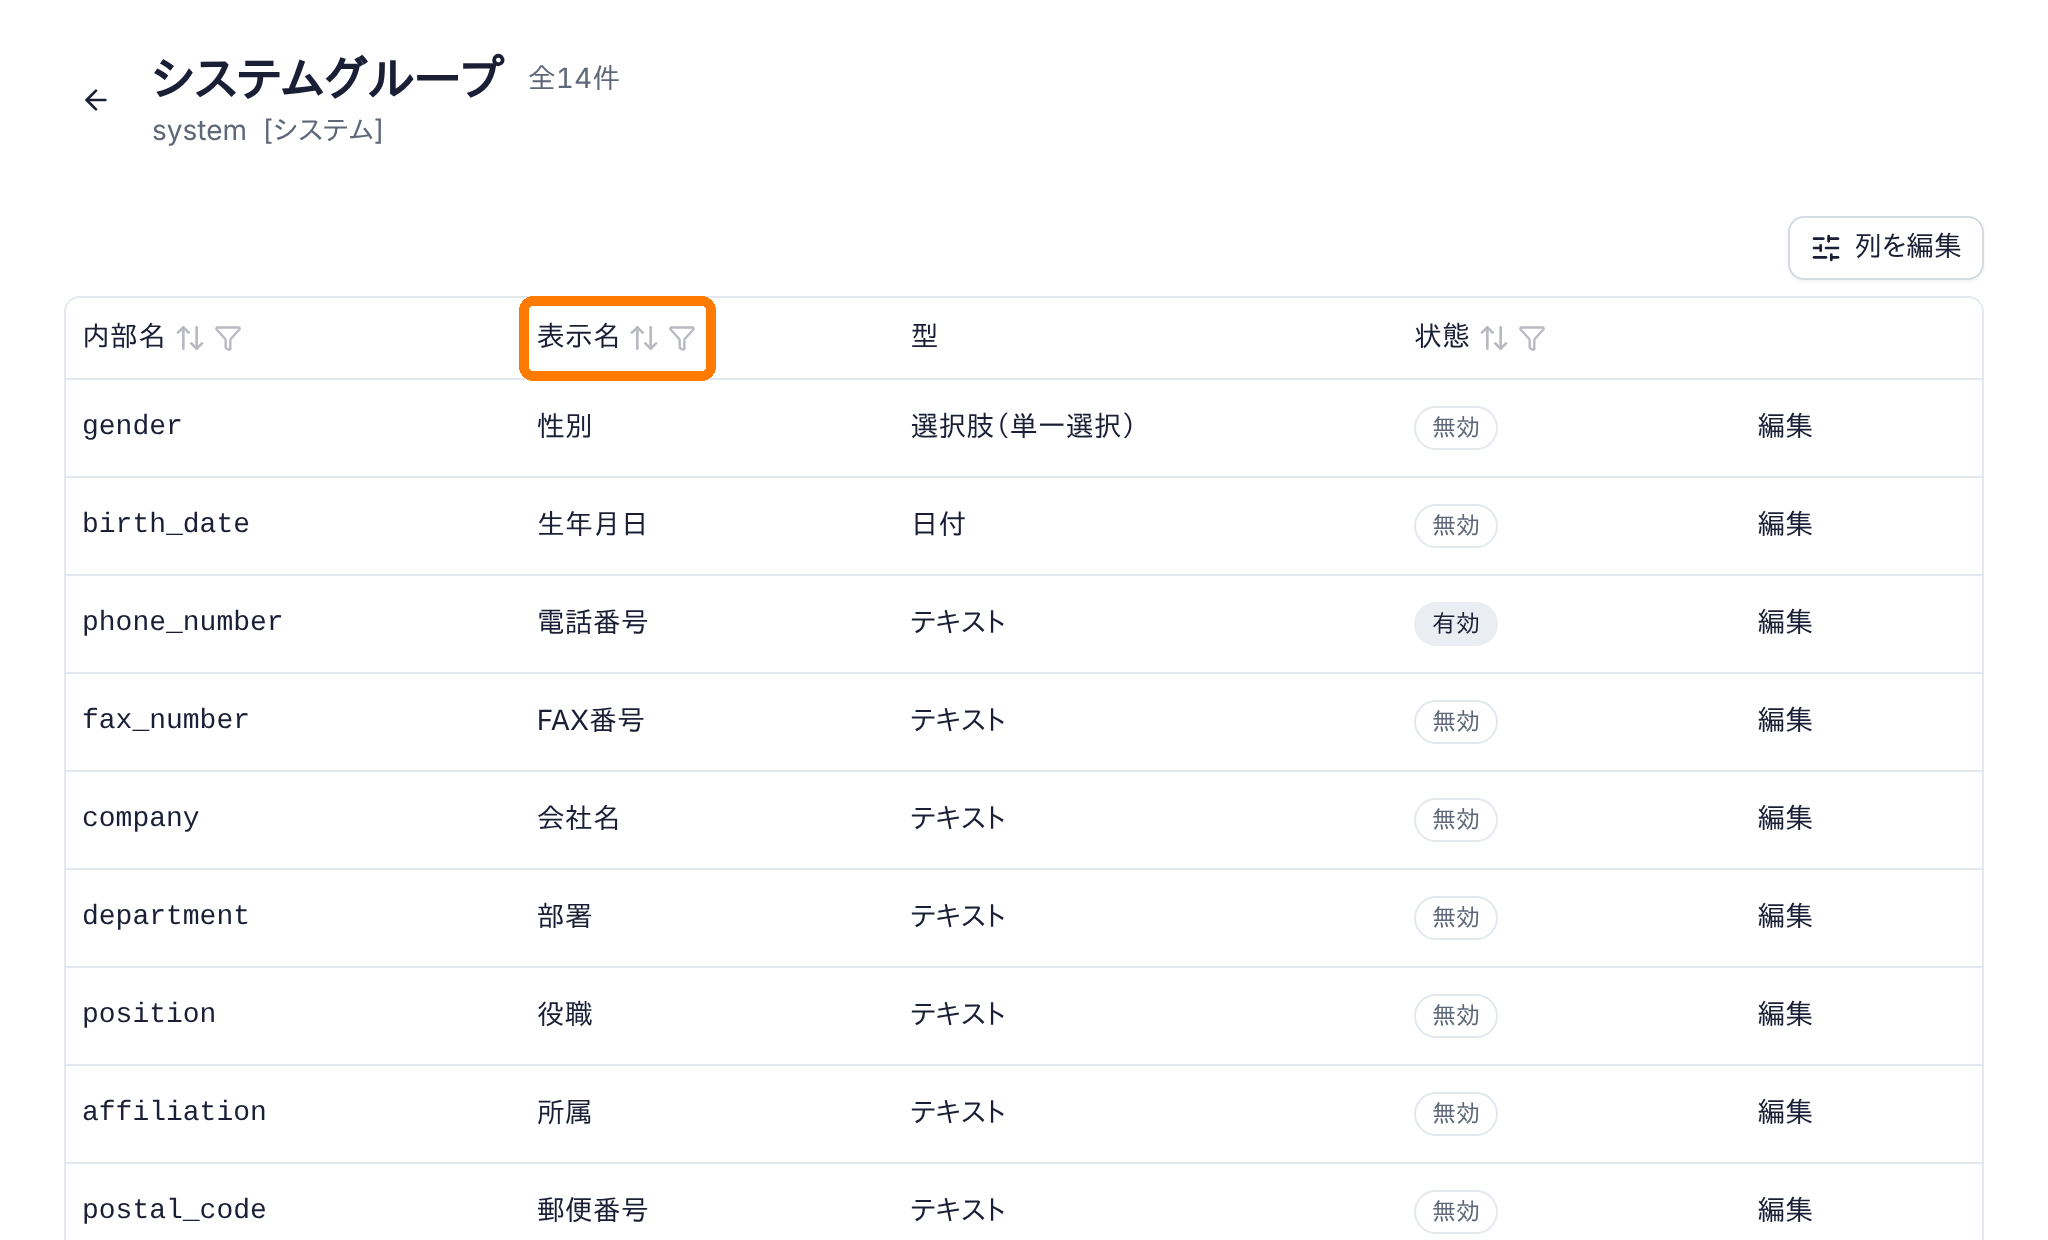 システムグループ 全14件
system [システム]
列を編集
内部名 表示名 型 状態
gender 性別 選択肢（単一選択） 無効 編集
birth_date 生年月日 日付 無効 編集
phone_number 電話番号 テキスト 有効 編集
fax_number FAX番号 テキスト 無効 編集
company 会社名 テキスト 無効 編集
department 部署 テキスト 無効 編集
position 役職 テキスト 無効 編集
affiliation 所属 テキスト 無効 編集
postal_code 郵便番号 テキスト 無効 編集